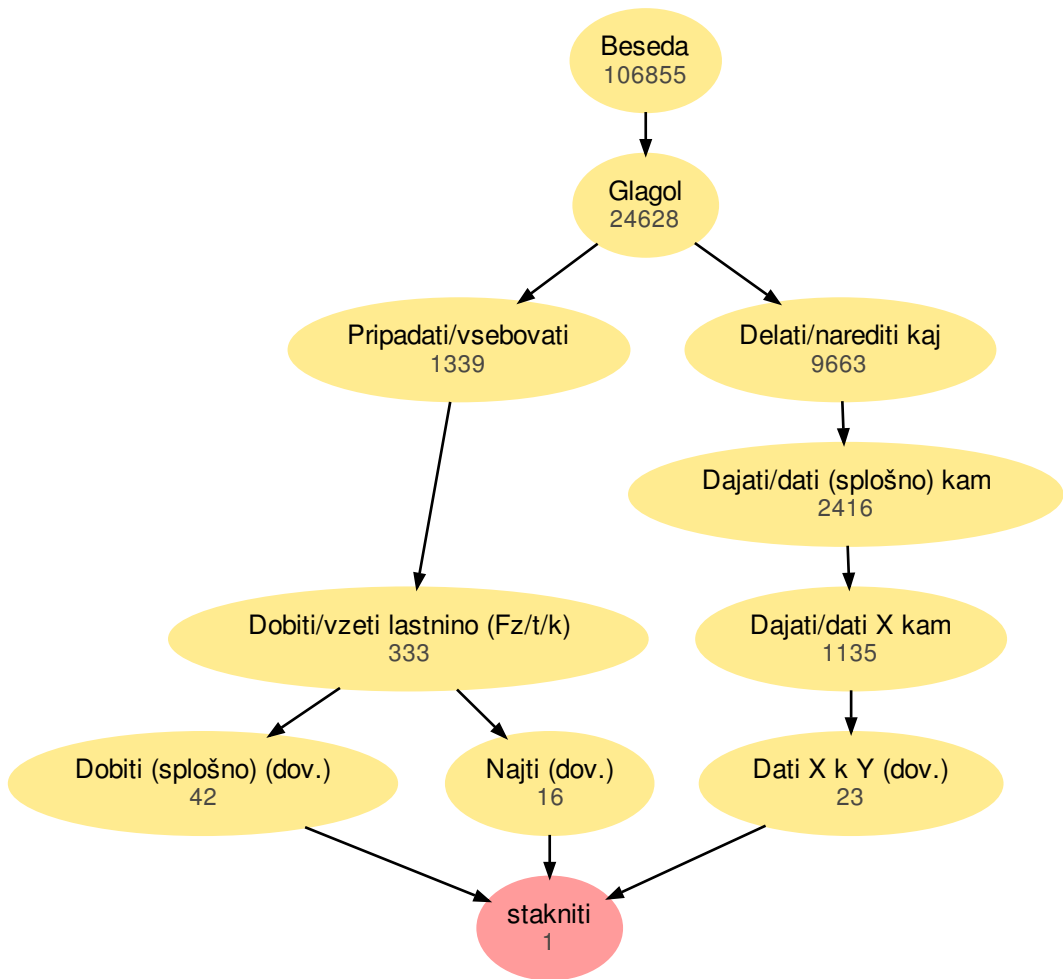 Beseda
106855
Glagol
24628
Pripadati/vsebovati
1339
Delati/narediti kaj
9663
Dajati/dati (splošno) kam
2416
Dobiti/vzeti lastnino (Fz/t/k)
333
Dajati/dati X kam
1135
Dobiti (splošno) (dov.)
42
Najti (dov.)
16
Dati X k Y (dov.)
23
stakniti
1